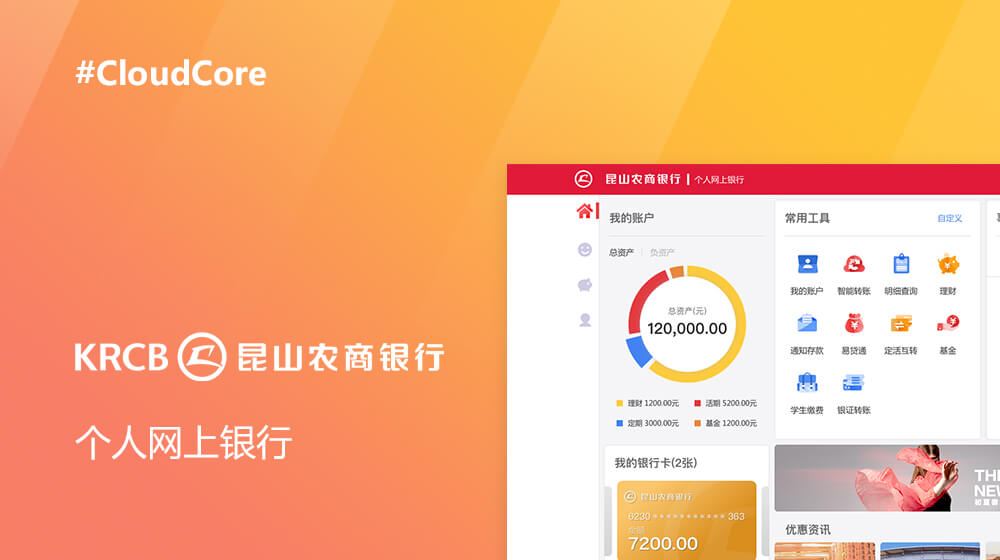 #CloudCore
KRCB 昆山农商银行
个人网上银行
昆山农商银行 | 个人网上银行
我的账户
总资产 | 负资产
总资产(元)
120,000.00
理财 1200.00元 活期 5200.00元
定期 3000.00元 基金 1200.00元
我的银行卡(2张)
昆山农商银行
6230 ********** 363
余额
7200.00
常用工具 自定义
我的账户 智能转账 明细查询 理财
通知存款 易贷通 定活互转 基金
学生缴费 银证转账
THE
NEW
初夏
优惠资讯